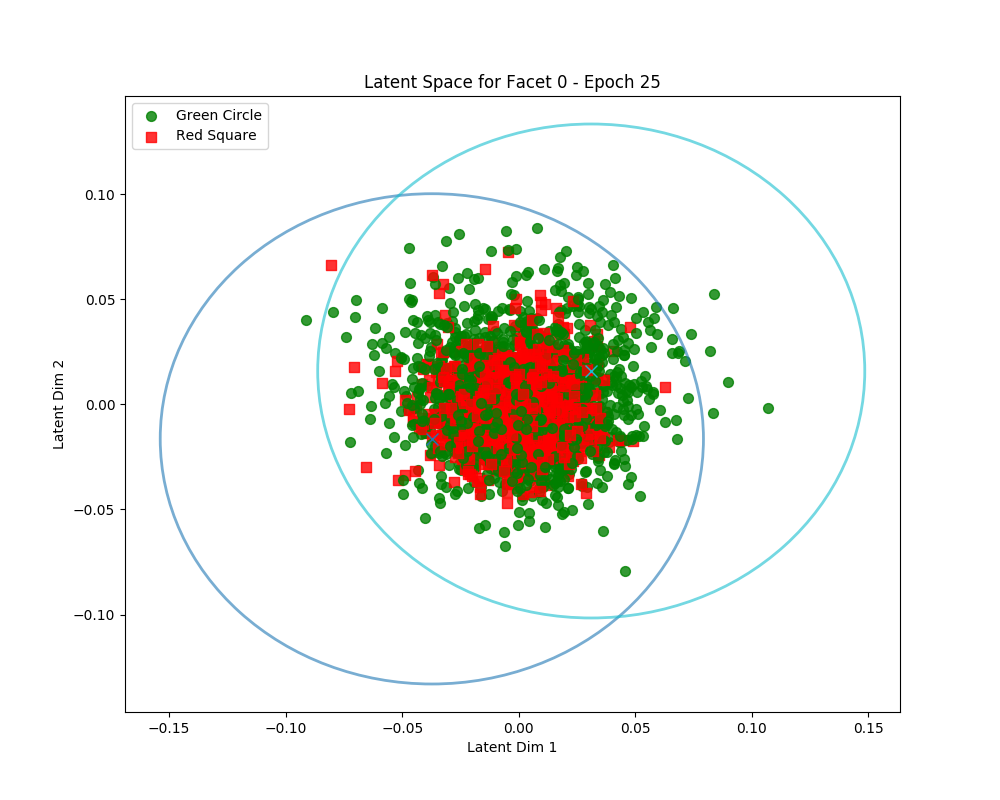 Latent Space for Facet 0 - Epoch 25
Green Circle
Red Square
0.10
0.05
0.00
−0.05
−0.10
Latent Dim 2
−0.15
−0.10
−0.05
0.00
0.05
0.10
0.15
Latent Dim 1